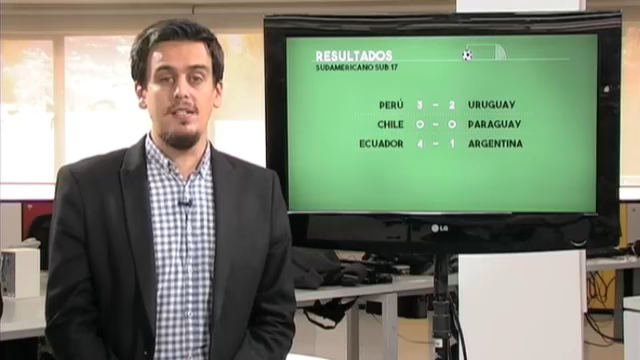 RESULTADOS
SUDAMERICANO SUB 17
PERÚ 3 - 2 URUGUAY
CHILE 0 - 0 PARAGUAY
ECUADOR 4 - 1 ARGENTINA
LG